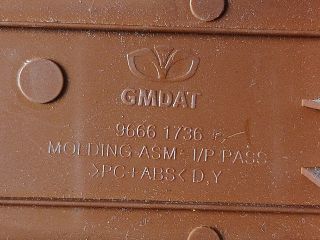 GMDAT
9666 1736
MOLDING-ASM- I/P PASS
>PC+ABS< D,Y